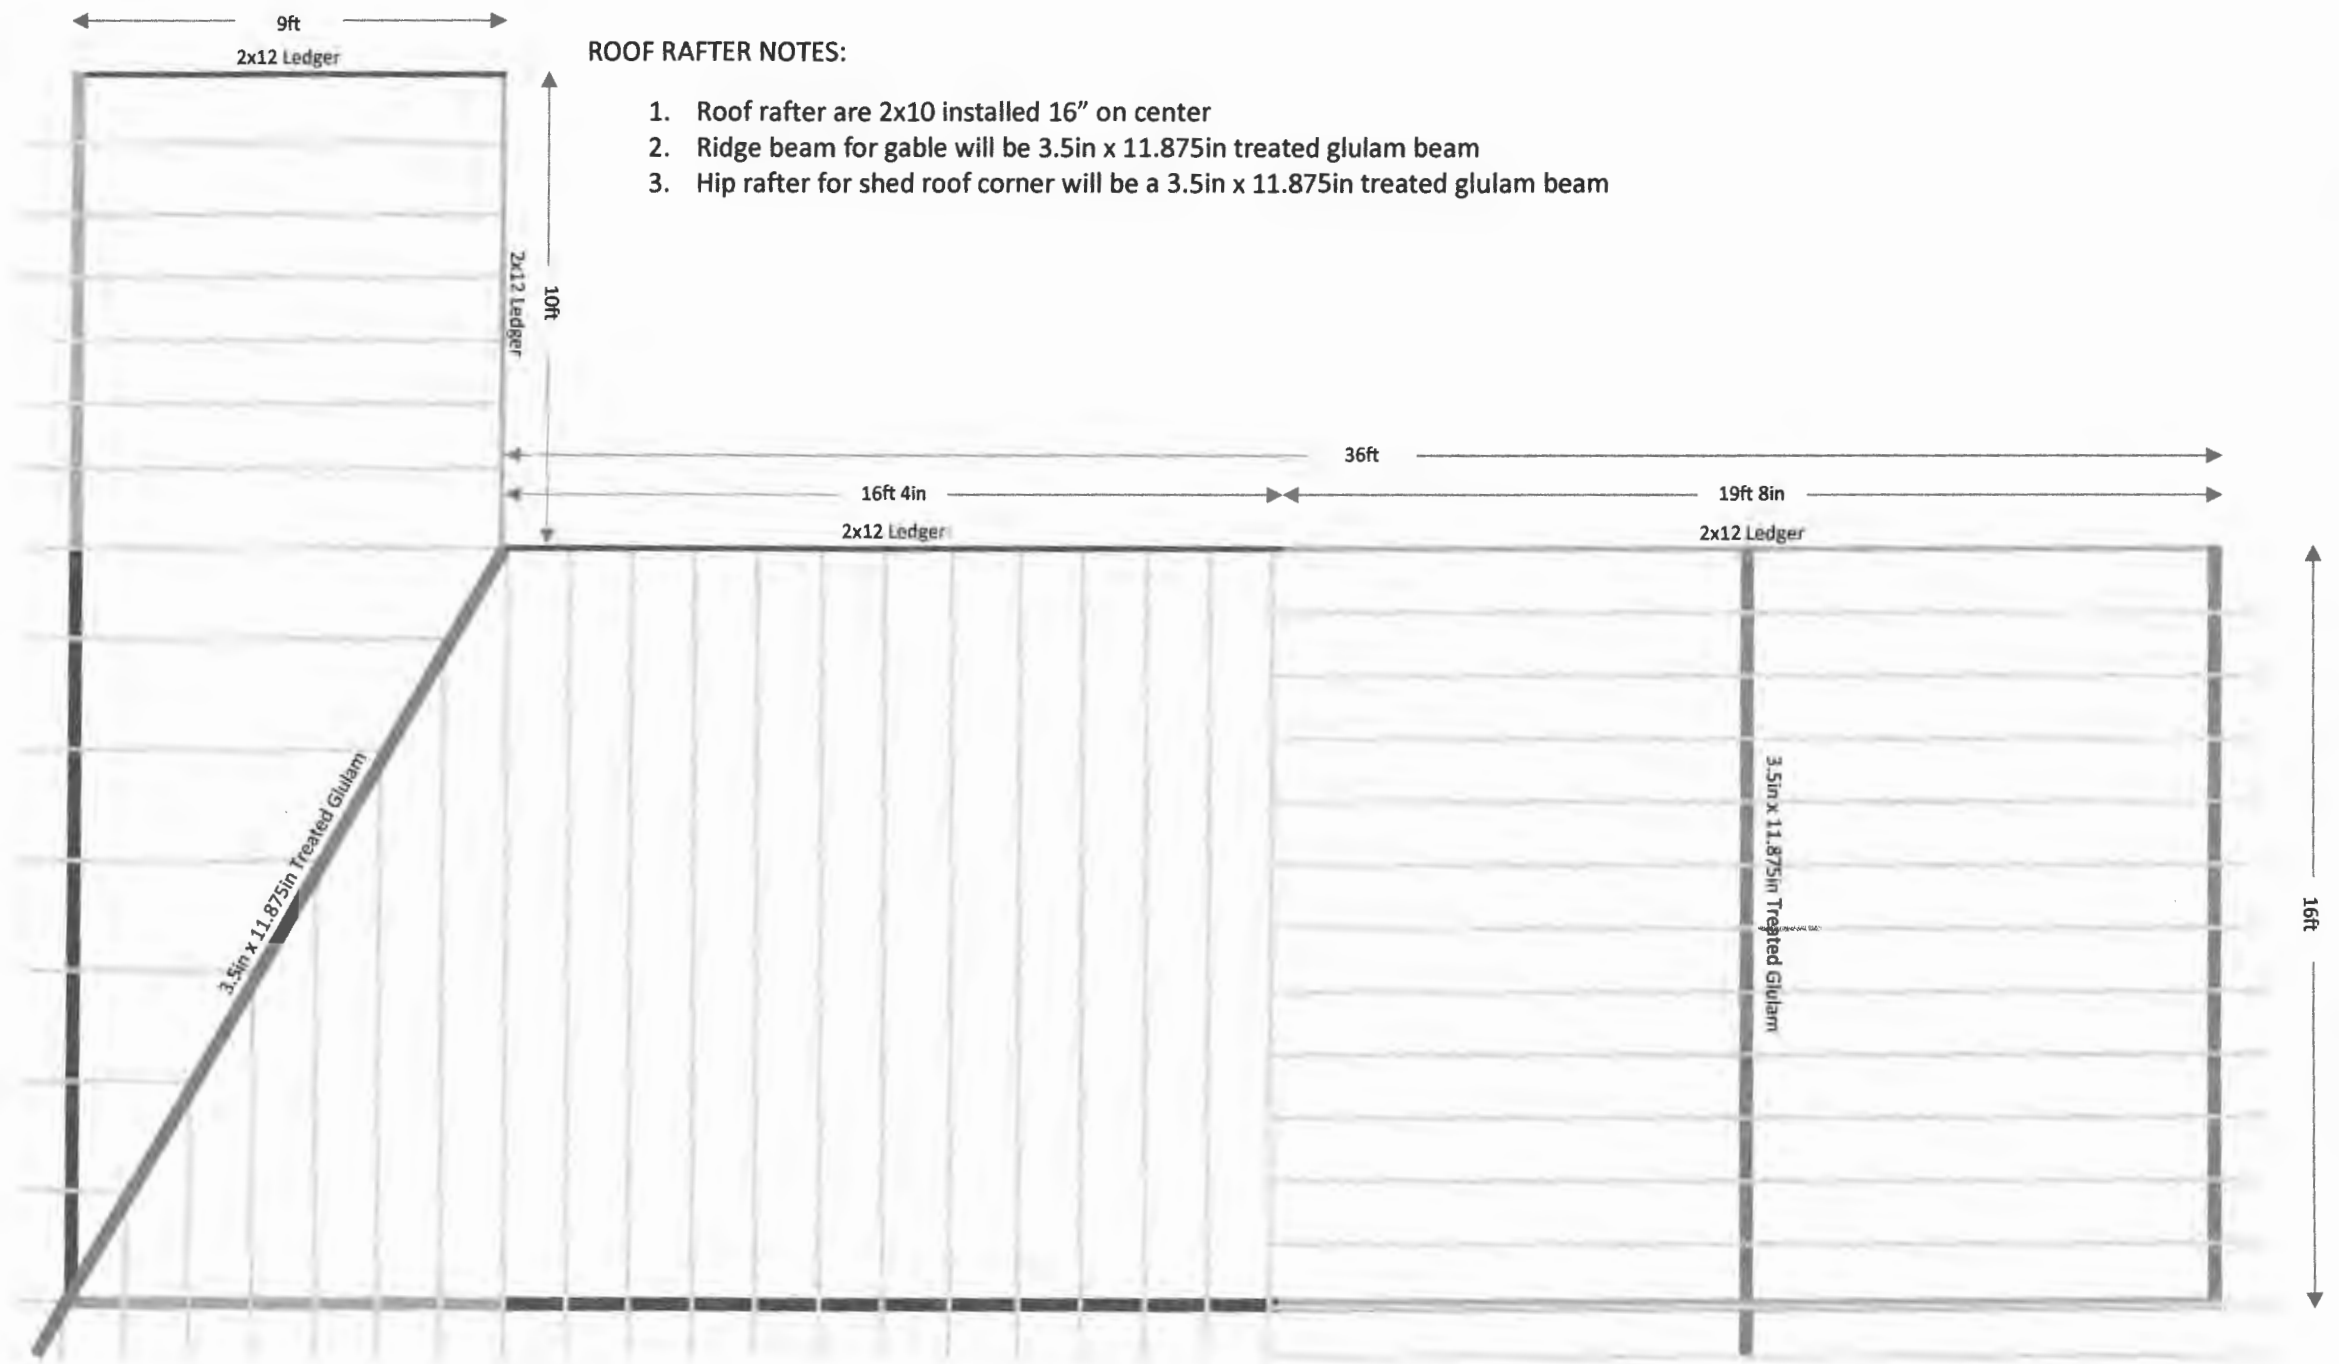 9ft
2x12 Ledger
ROOF RAFTER NOTES:
1. Roof rafter are 2x10 installed 16” on center
2. Ridge beam for gable will be 3.5in x 11.875in treated glulam beam
3. Hip rafter for shed roof corner will be a 3.5in x 11.875in treated glulam beam
2x12 Ledger
10ft
36ft
16ft 4in
19ft 8in
2x12 Ledger
2x12 Ledger
3.5in x 11.875in Treated Glulam
3.5in x 11.875in Treated Glulam
16ft